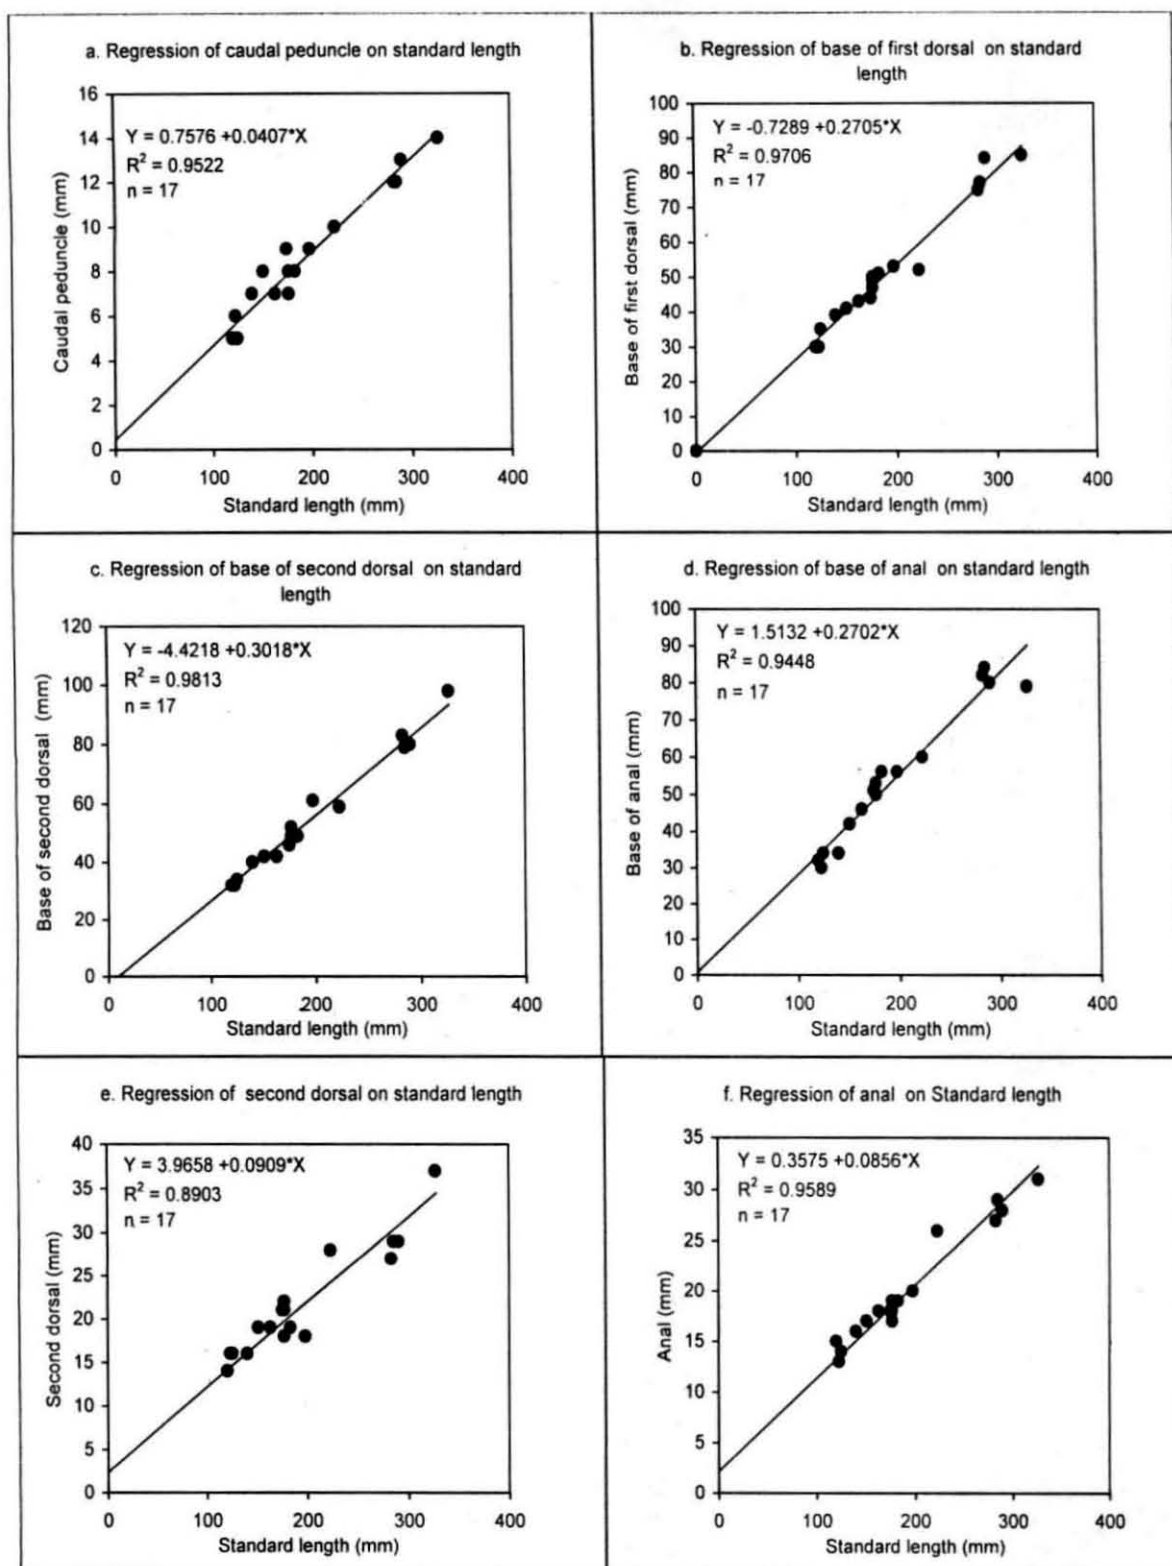 a. Regression of caudal peduncle on standard length
Y = 0.7576 +0.0407*X
R² = 0.9522
n = 17
Caudal peduncle (mm)
16
14
12
10
8
6
4
2
0
0 100 200 300 400
Standard length (mm)
b. Regression of base of first dorsal on standard
length
Y = -0.7289 +0.2705*X
R² = 0.9706
n = 17
Base of first dorsal (mm)
100
90
80
70
60
50
40
30
20
10
0
0 100 200 300 400
Standard length (mm)
c. Regression of base of second dorsal on standard
length
Y = -4.4218 +0.3018*X
R² = 0.9813
n = 17
Base of second dorsal (mm)
120
100
80
60
40
20
0
0 100 200 300 400
Standard length (mm)
d. Regression of base of anal on standard length
Y = 1.5132 +0.2702*X
R² = 0.9448
n = 17
Base of anal (mm)
100
90
80
70
60
50
40
30
20
10
0
0 100 200 300 400
Standard length (mm)
e. Regression of second dorsal on standard length
Y = 3.9658 +0.0909*X
R² = 0.8903
n = 17
Second dorsal (mm)
40
35
30
25
20
15
10
5
0
0 100 200 300 400
Standard length (mm)
f. Regression of anal on Standard length
Y = 0.3575 +0.0856*X
R² = 0.9589
n = 17
Anal (mm)
35
30
25
20
15
10
5
0
0 100 200 300 400
Standard length (mm)